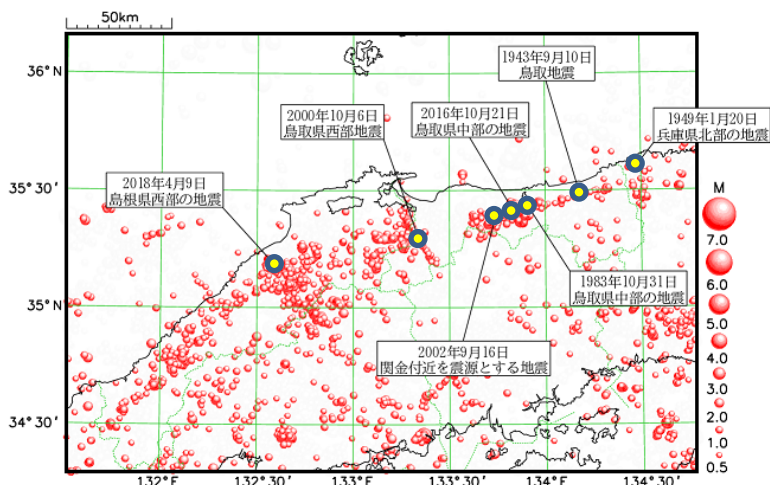 50km
36°N
35°30′
35°00′
34°30′
132°E
132°30′
133°E
133°30′
134°E
134°30′
1943年9月10日
鳥取地震
2000年10月6日
鳥取県西部地震
2016年10月21日
鳥取県中部の地震
1949年1月20日
兵庫県北部の地震
2018年4月9日
島根県西部の地震
1983年10月31日
鳥取県中部の地震
2002年9月16日
関金付近を震源とする地震
M
7.0
6.0
5.0
4.0
3.0
2.0
1.0
0.5